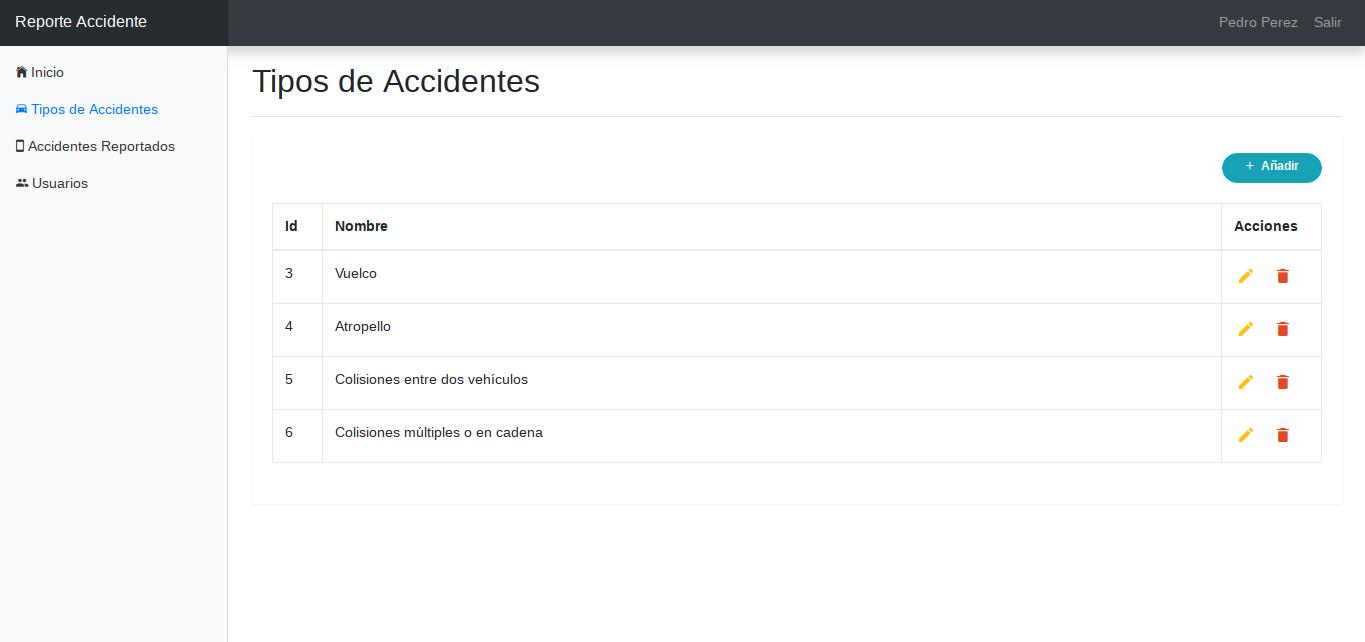 Reporte Accidente
Pedro Perez Salir
Inicio
Tipos de Accidentes
Accidentes Reportados
Usuarios
Tipos de Accidentes
+ Añadir
Id Nombre Acciones
3 Vuelco
4 Atropello
5 Colisiones entre dos vehículos
6 Colisiones múltiples o en cadena